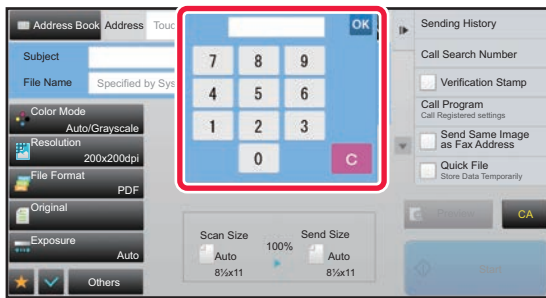 Address Book
Address
Touc
OK
Sending History
Subject
File Name
Specified by Sys
7 8 9
4 5 6
1 2 3
0 C
Call Search Number
Verification Stamp
Call Program
Call Registered settings
Send Same Image
as Fax Address
Quick File
Store Data Temporarily
Color Mode
Auto/Grayscale
Resolution
200x200dpi
File Format
PDF
Original
Exposure
Auto
Others
Scan Size
100%
Send Size
Auto
Auto
8½x11
8½x11
Preview
CA
Start